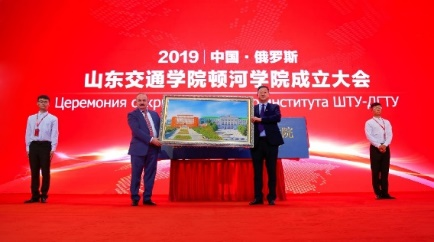 2019 | 中国·俄罗斯
山东交通学院顿河学院成立大会
Церемония института ШТУ-ДГТУ
院